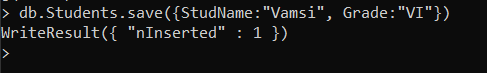 > db.Students.save({StudName:"Vamsi", Grade:"VI"})
WriteResult({ "nInserted" : 1 })
>